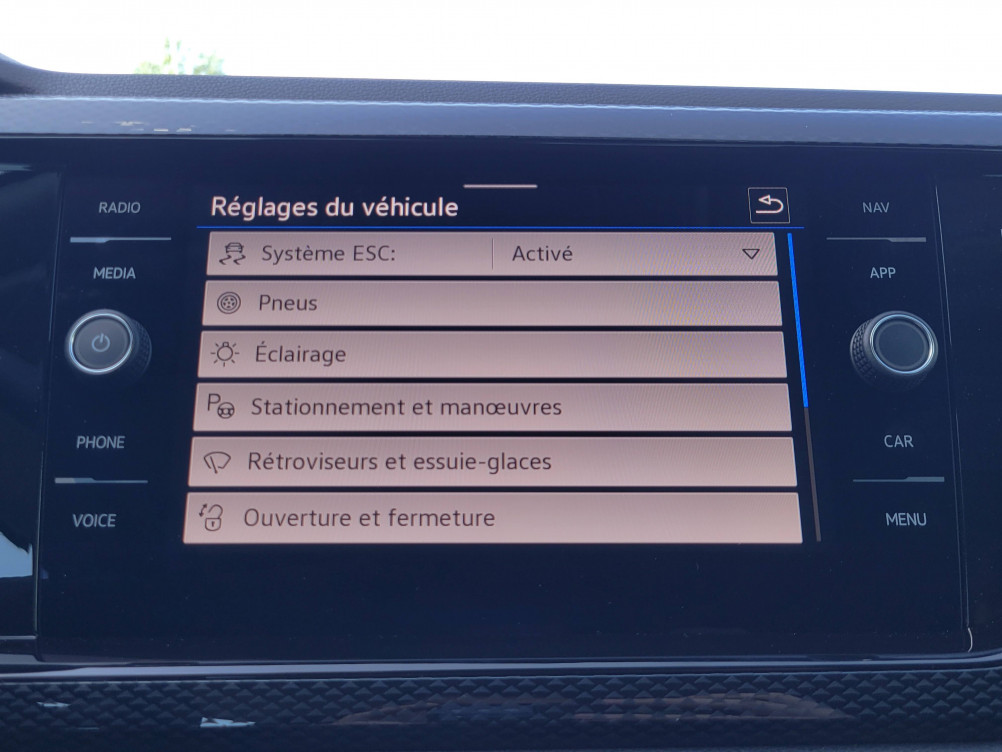 RADIO
MEDIA
PHONE
VOICE
Réglages du véhicule
Système ESC: Activé
Pneus
Éclairage
Stationnement et manœuvres
Rétroviseurs et essuie-glaces
Ouverture et fermeture
NAV
APP
CAR
MENU